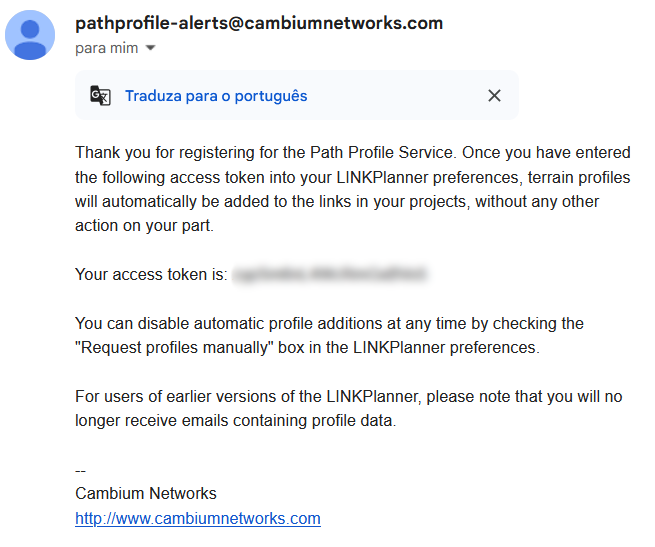 pathprofile-alerts@cambiumnetworks.com
para mim
Traduza para o português
Thank you for registering for the Path Profile Service. Once you have entered
the following access token into your LINKPlanner preferences, terrain profiles
will automatically be added to the links in your projects, without any other
action on your part.
Your access token is:
You can disable automatic profile additions at any time by checking the
"Request profiles manually" box in the LINKPlanner preferences.
For users of earlier versions of the LINKPlanner, please note that you will no
longer receive emails containing profile data.
--
Cambium Networks
http://www.cambiumnetworks.com